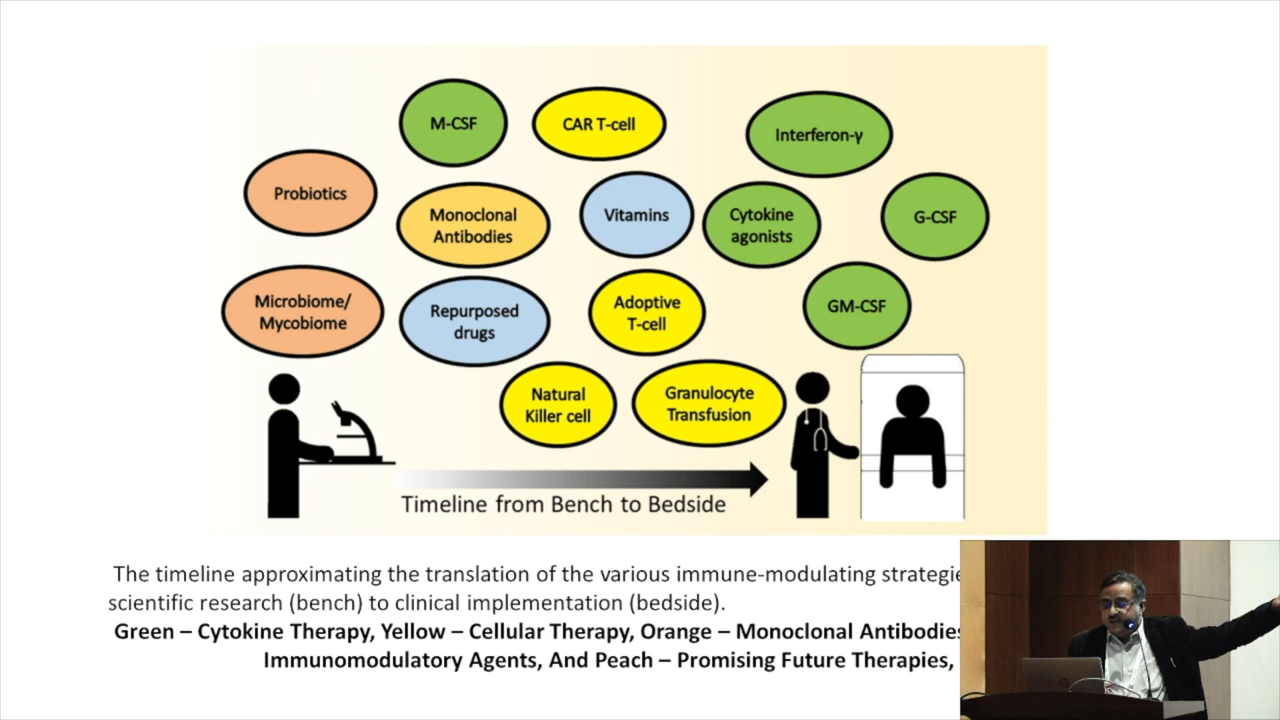 M-CSF
CAR T-cell
Interferon-γ
Probiotics
Monoclonal
Antibodies
Vitamins
Cytokine
agonists
G-CSF
Microbiome/
Mycobiome
Repurposed
drugs
Adoptive
T-cell
GM-CSF
Natural
Killer cell
Granulocyte
Transfusion
Timeline from Bench to Bedside
The timeline approximating the translation of the various immune-modulating
scientific research (bench) to clinical implementation (bedside).
Green – Cytokine Therapy, Yellow – Cellular Therapy, Orange – Monoclonal Antibodies
Immunomodulatory Agents, And Peach – Promising Future Therapies,